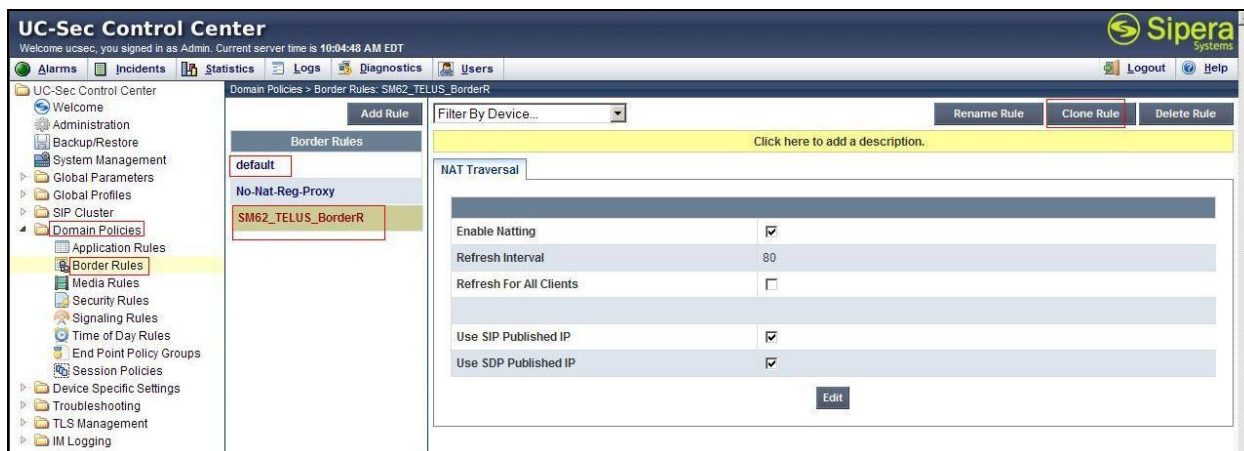 UC-Sec Control Center
Welcome ucsec, you signed in as Admin. Current server time is 10:04:48 AM EDT
Sipera
Systems
Alarms Incidents Statistics Logs Diagnostics Users Logout Help
UC-Sec Control Center
Welcome
Administration
Backup/Restore
System Management
Global Parameters
Global Profiles
SIP Cluster
Domain Policies
Application Rules
Border Rules
Media Rules
Security Rules
Signaling Rules
Time of Day Rules
End Point Policy Groups
Session Policies
Device Specific Settings
Troubleshooting
TLS Management
IM Logging
Domain Policies > Border Rules: SM62_TELUS_BorderR
Add Rule
Border Rules
default
No-Nat-Reg-Proxy
SM62_TELUS_BorderR
Filter By Device...
Rename Rule Clone Rule Delete Rule
Click here to add a description.
NAT Traversal
Enable Natting
Refresh Interval 80
Refresh For All Clients
Use SIP Published IP
Use SDP Published IP
Edit